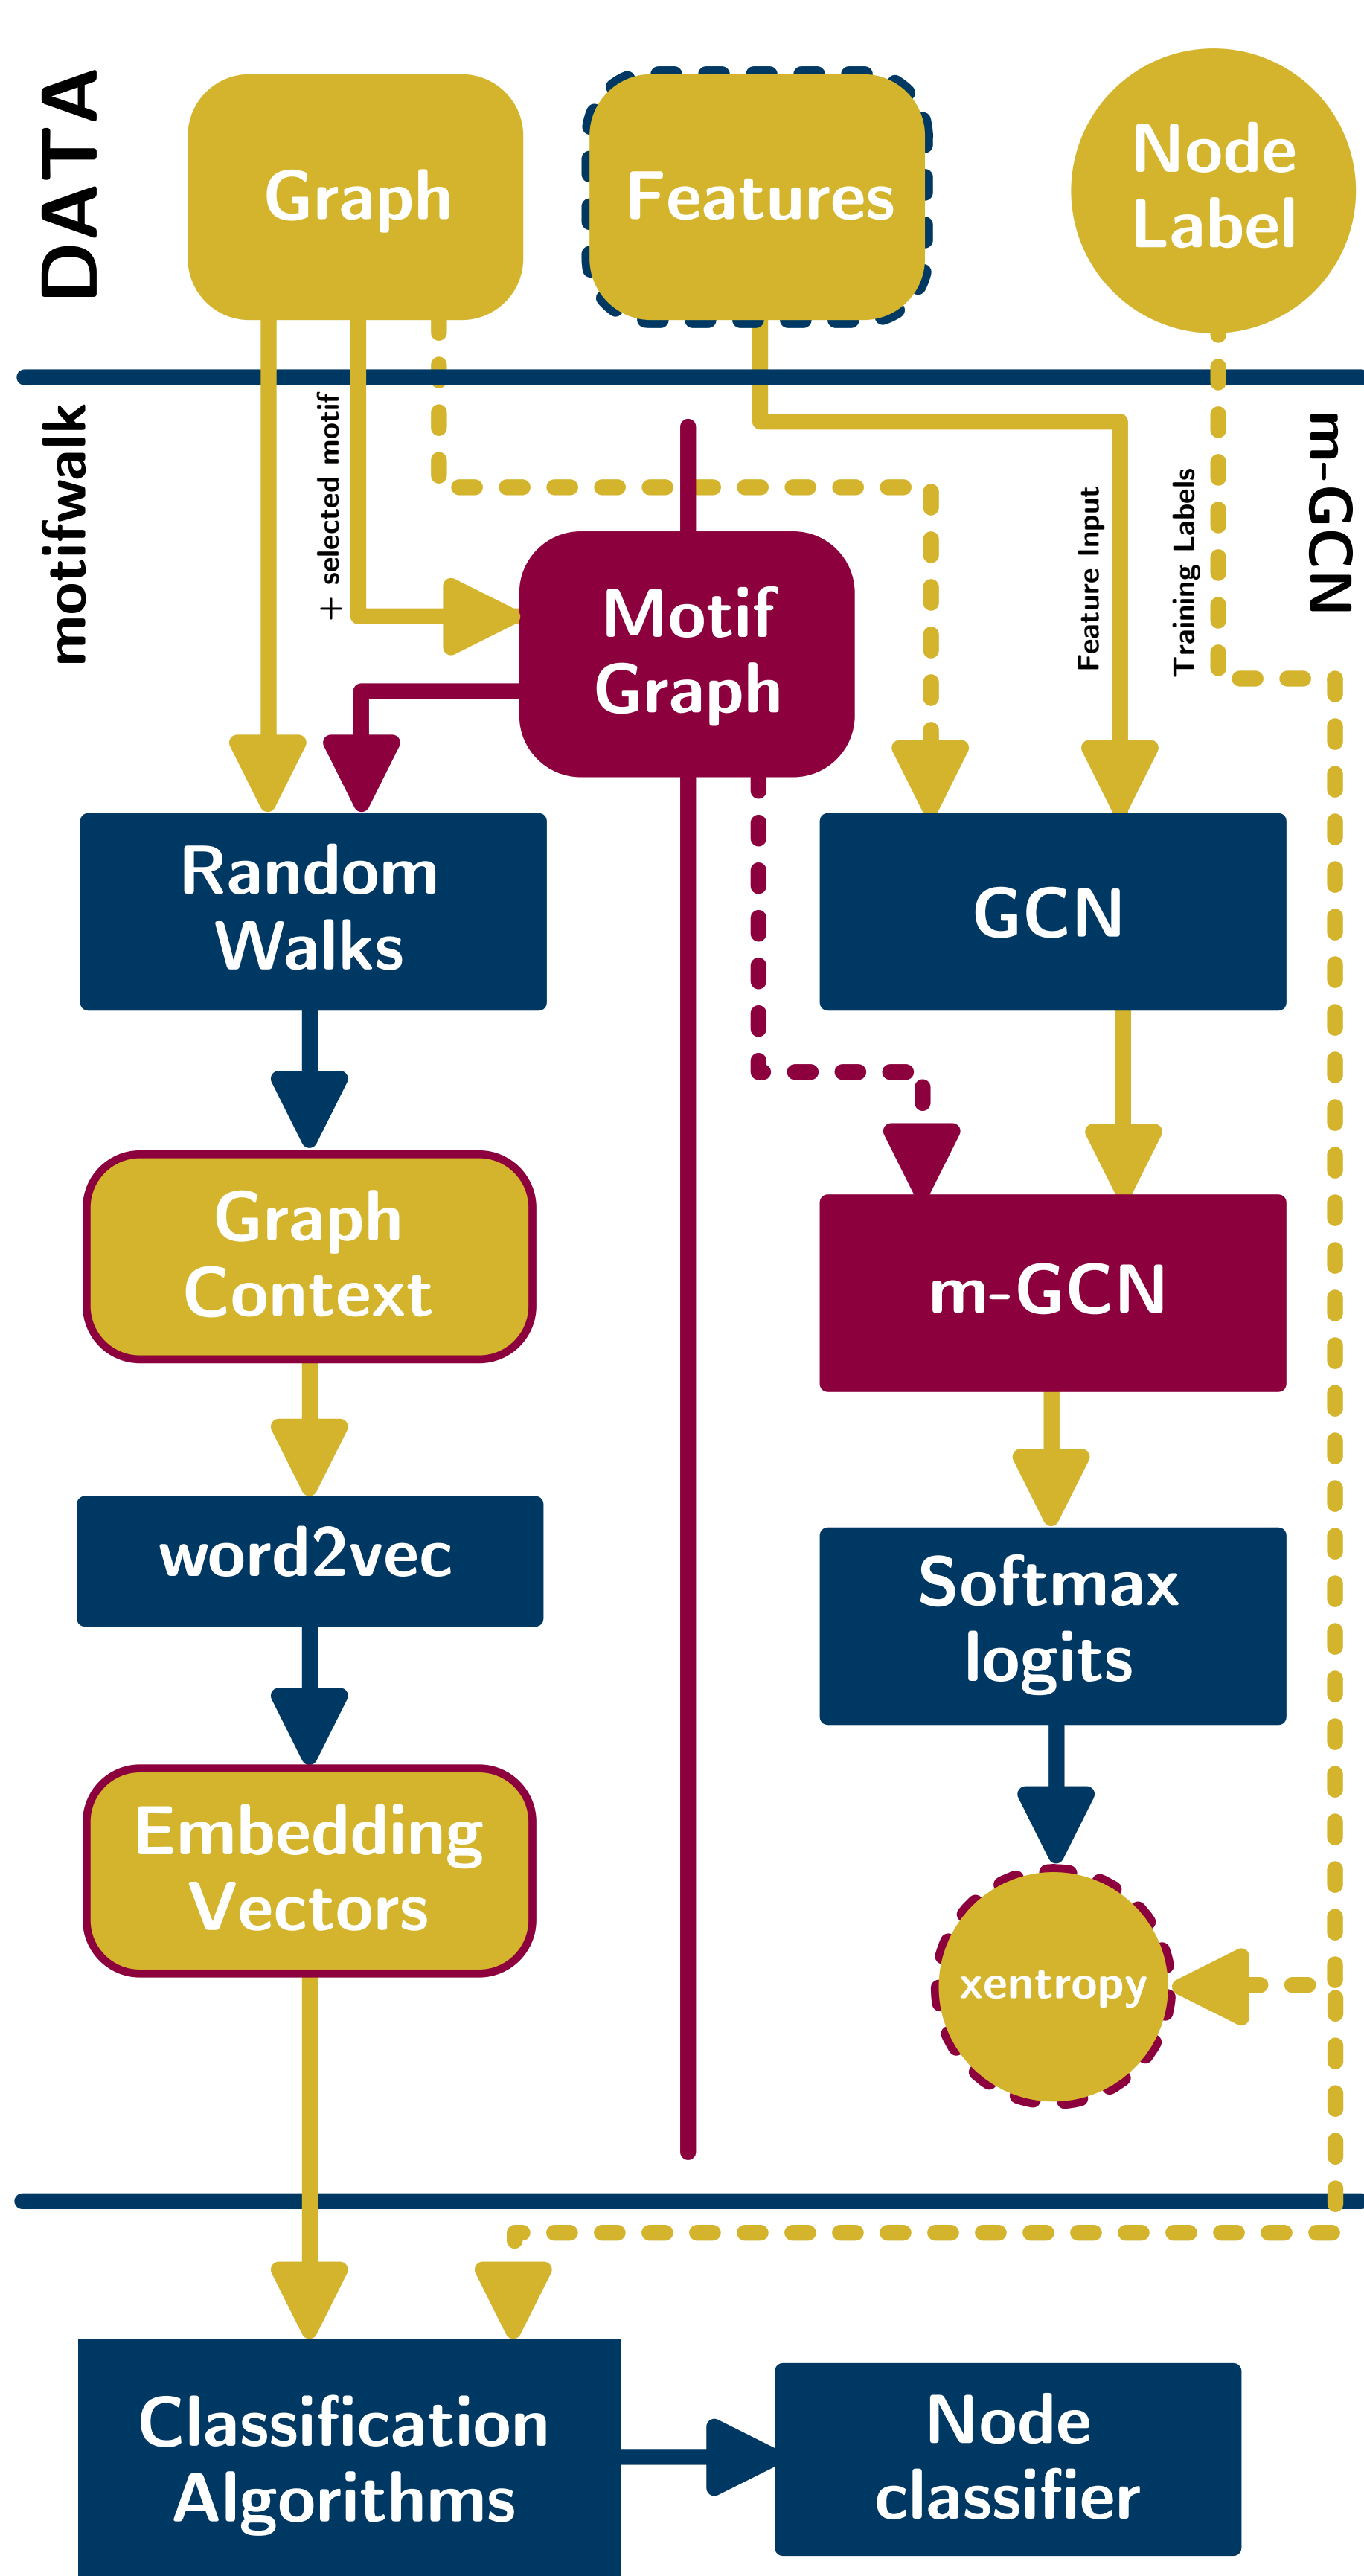 DATA
Graph
Features
Node
Label
motifwalk
+ selected motif
Motif
Graph
Feature Input
Training Labels
m-GCN
Random
Walks
GCN
Graph
Context
m-GCN
word2vec
Softmax
logits
Embedding
Vectors
xentropy
Classification
Algorithms
Node
classifier